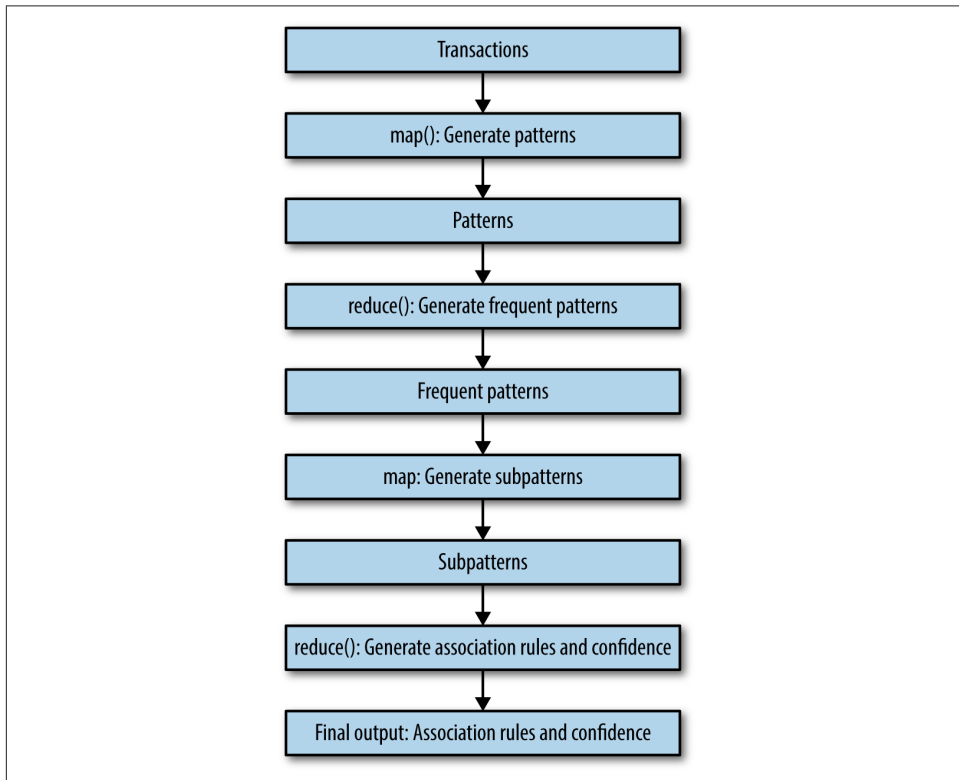 Transactions
map(): Generate patterns
Patterns
reduce(): Generate frequent patterns
Frequent patterns
map: Generate subpatterns
Subpatterns
reduce(): Generate association rules and confidence
Final output: Association rules and confidence